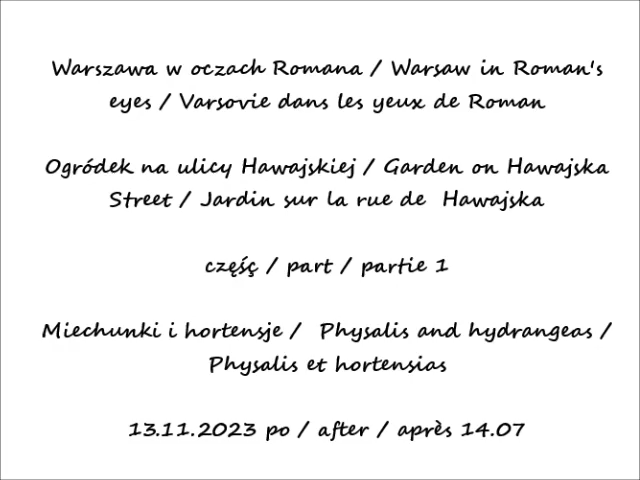 Warszawa w oczach Romana / Warsaw in Roman's
eyes / Varsovie dans les yeux de Roman
Ogródek na ulicy Hawajskiej / Garden on Hawajska
Street / Jardin sur la rue de Hawajska
częśç / part / partie 1
Miechunki i hortensje / Physalis and hydrangeas /
Physalis et hortensias
13.11.2023 po / after / après 14.07